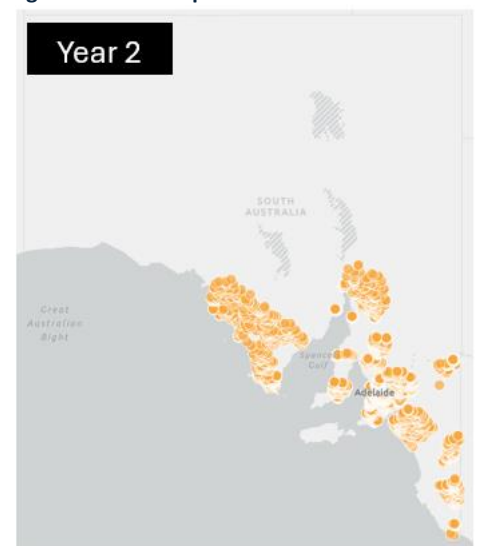 Year 2
SOUTH
AUSTRALIA
Great
Australian
Bight
Spencer
Gulf
Adelaide